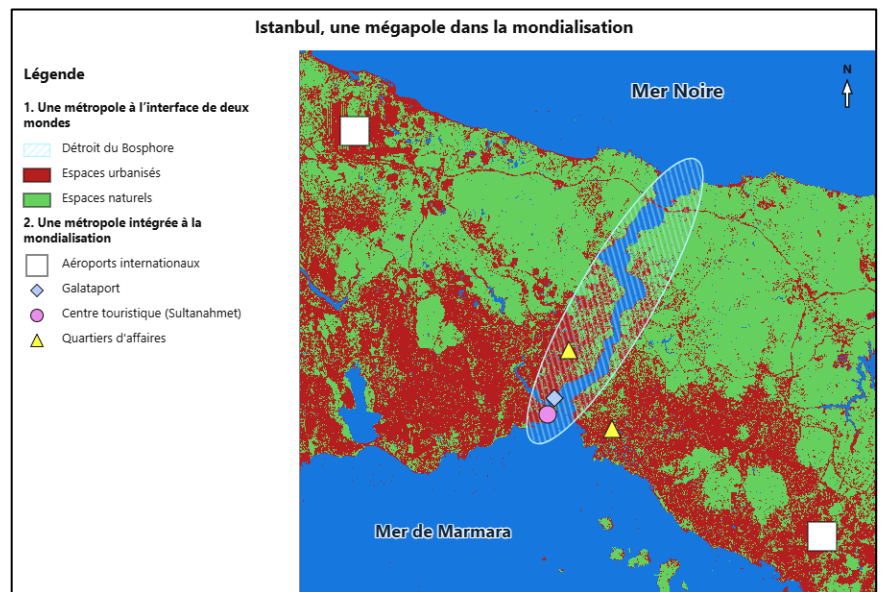 Istanbul, une mégapole dans la mondialisation
Légende
1. Une métropole à l'interface de deux
mondes
Détroit du Bosphore
Espaces urbanisés
Espaces naturels
2. Une métropole intégrée à la
mondialisation
Aéroports internationaux
Galataport
Centre touristique (Sultanahmet)
Quartiers d'affaires
Mer Noire
N
Mer de Marmara